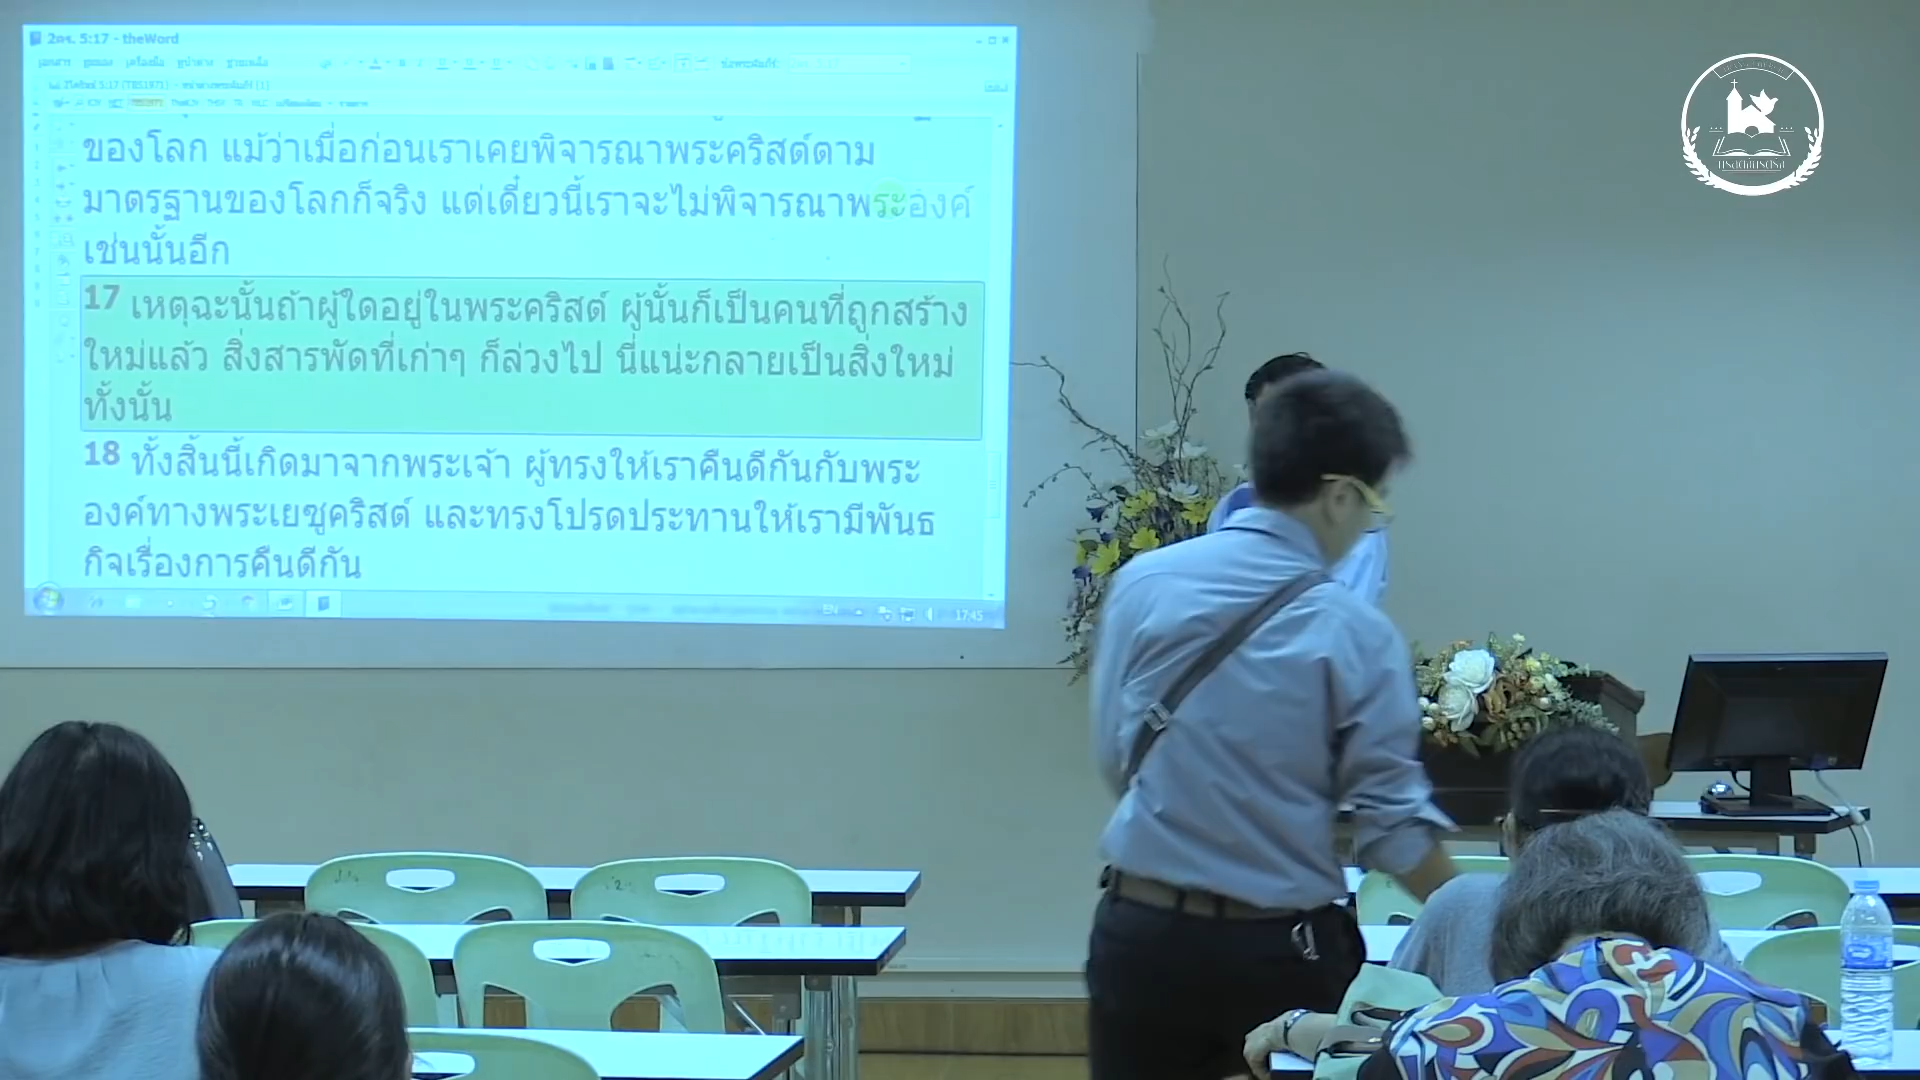 2คร. 5:17 - theWord
ของโลก แม้ว่าเมื่อก่อนเราเคยพิจารณาพระคริสต์ตาม
มาตรฐานของโลกก็จริง แต่เดี๋ยวนี้เราจะไม่พิจารณาพระองค์
เช่นนั้นอีก
17 เหตุฉะนั้นถ้าผู้ใดอยู่ในพระคริสต์ ผู้นั้นก็เป็นคนที่ถูกสร้าง
ใหม่แล้ว สิ่งสารพัดที่เก่าๆ ก็ล่วงไป นี่แน่ะกลายเป็นสิ่งใหม่
ทั้งนั้น
18 ทั้งสิ้นนี้เกิดมาจากพระเจ้า ผู้ทรงให้เราคืนดีกันกับพระ
องค์ทางพระเยซูคริสต์ และทรงโปรดประทานให้เรามีพันธ
กิจเรื่องการคืนดีกัน
EN
17:45